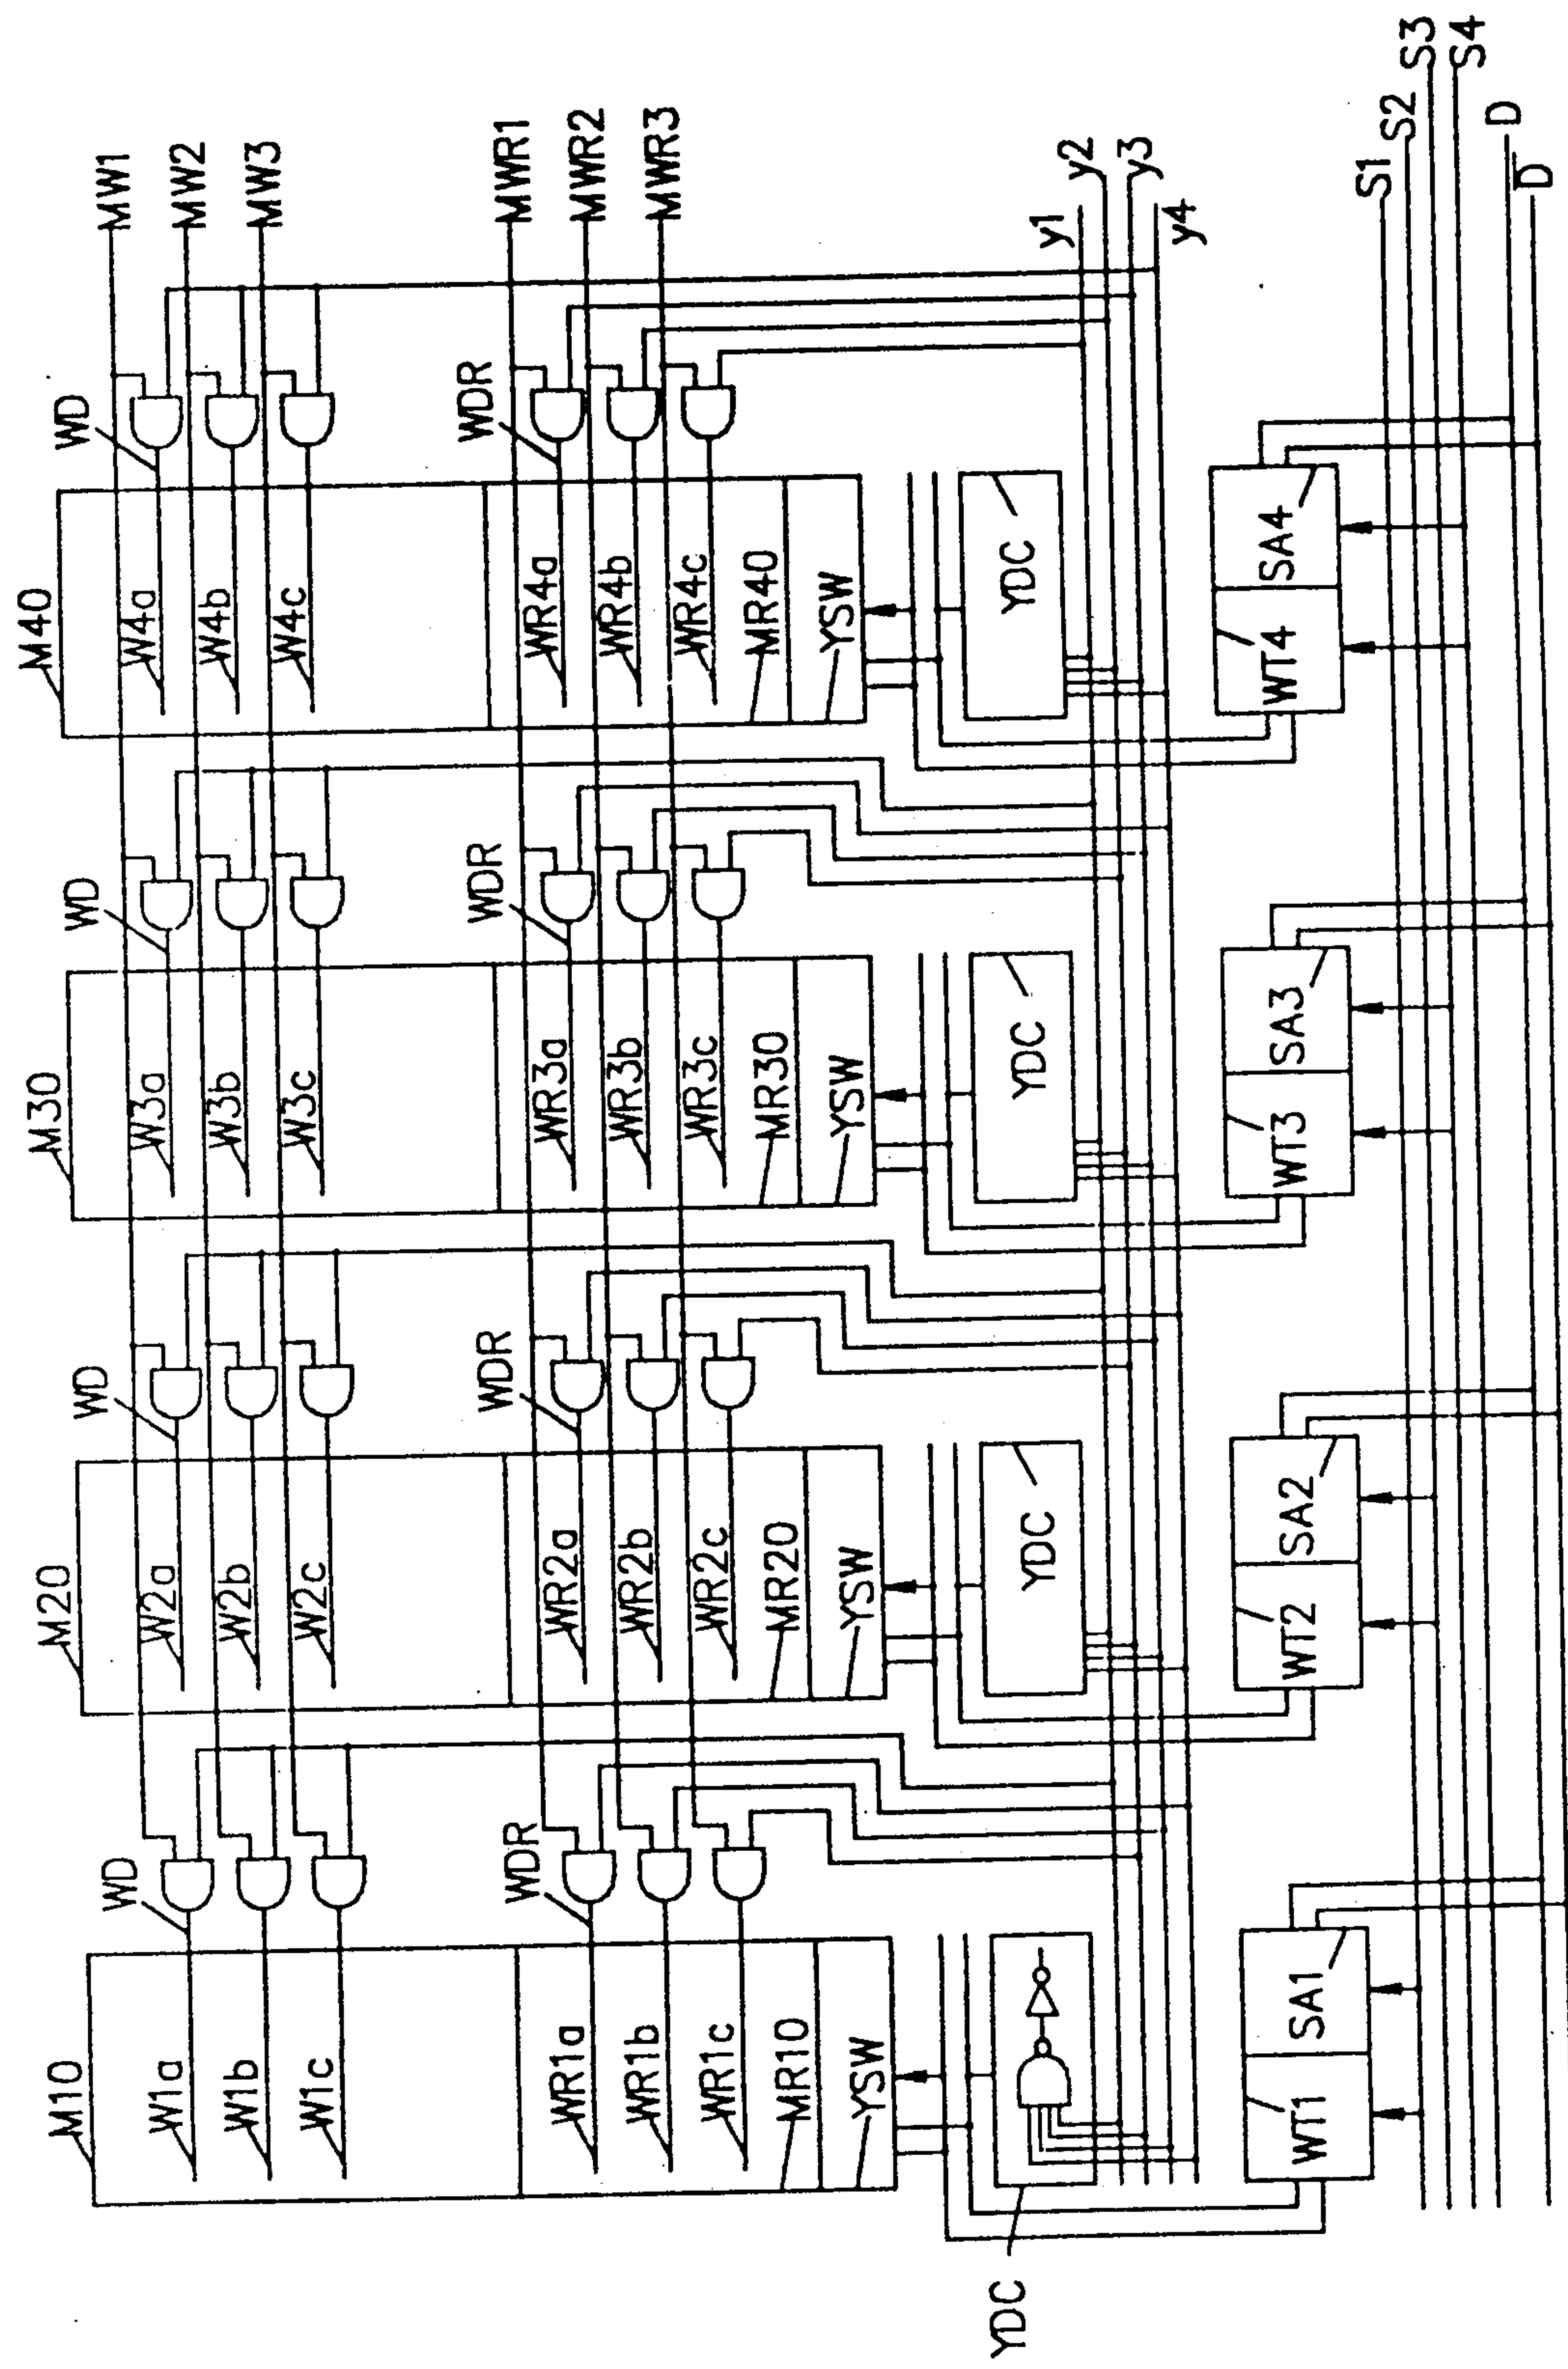 MW1
MW2
MW3
MWR1
MWR2
MWR3
y1
y2
y3
y4
S1
S2
S3
S4
D
D̅
M40
WD
W4a
W4b
W4c
WDR
WR4a
WR4b
WR4c
MR40
YSW
YDC
WT4
SA4
M30
WD
W3a
W3b
W3c
WDR
WR3a
WR3b
WR3c
MR30
YSW
YDC
WT3
SA3
M20
WD
W2a
W2b
W2c
WDR
WR2a
WR2b
WR2c
MR20
YSW
YDC
WT2
SA2
M10
WD
W1a
W1b
W1c
WDR
WR1a
WR1b
WR1c
MR10
YSW
YDC
WT1
SA1